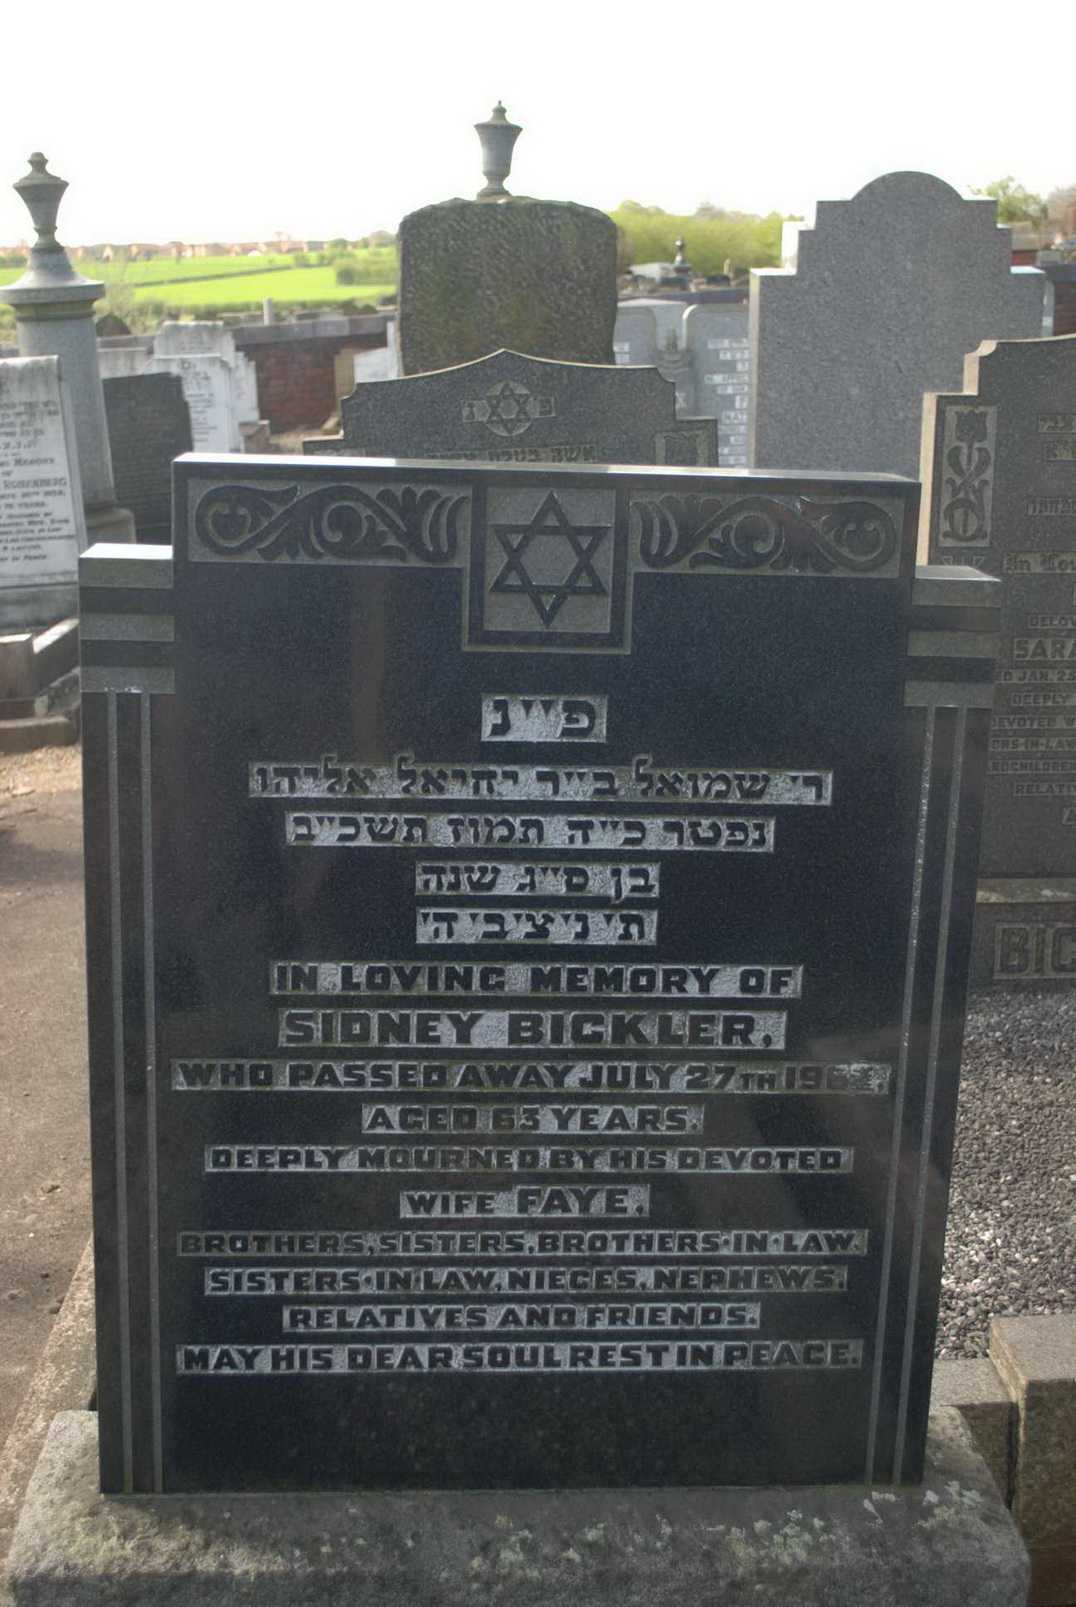 פ״נ
ר׳ שמואל ב״ר יחיאל אליהו
נפטר כ״ה תמוז תשכ״ב
בן ס״ג שנה
ת׳ נ׳ צ׳ ב׳ ה׳
IN LOVING MEMORY OF
SIDNEY BICKLER,
WHO PASSED AWAY JULY 27TH
AGED 63 YEARS.
DEEPLY MOURNED BY HIS DEVOTED
WIFE FAYE.
BROTHERS, SISTERS, BROTHERS-IN-LAW.
SISTERS-IN-LAW, NIECES, NEPHEWS.
RELATIVES AND FRIENDS.
MAY HIS DEAR SOUL REST IN PEACE.